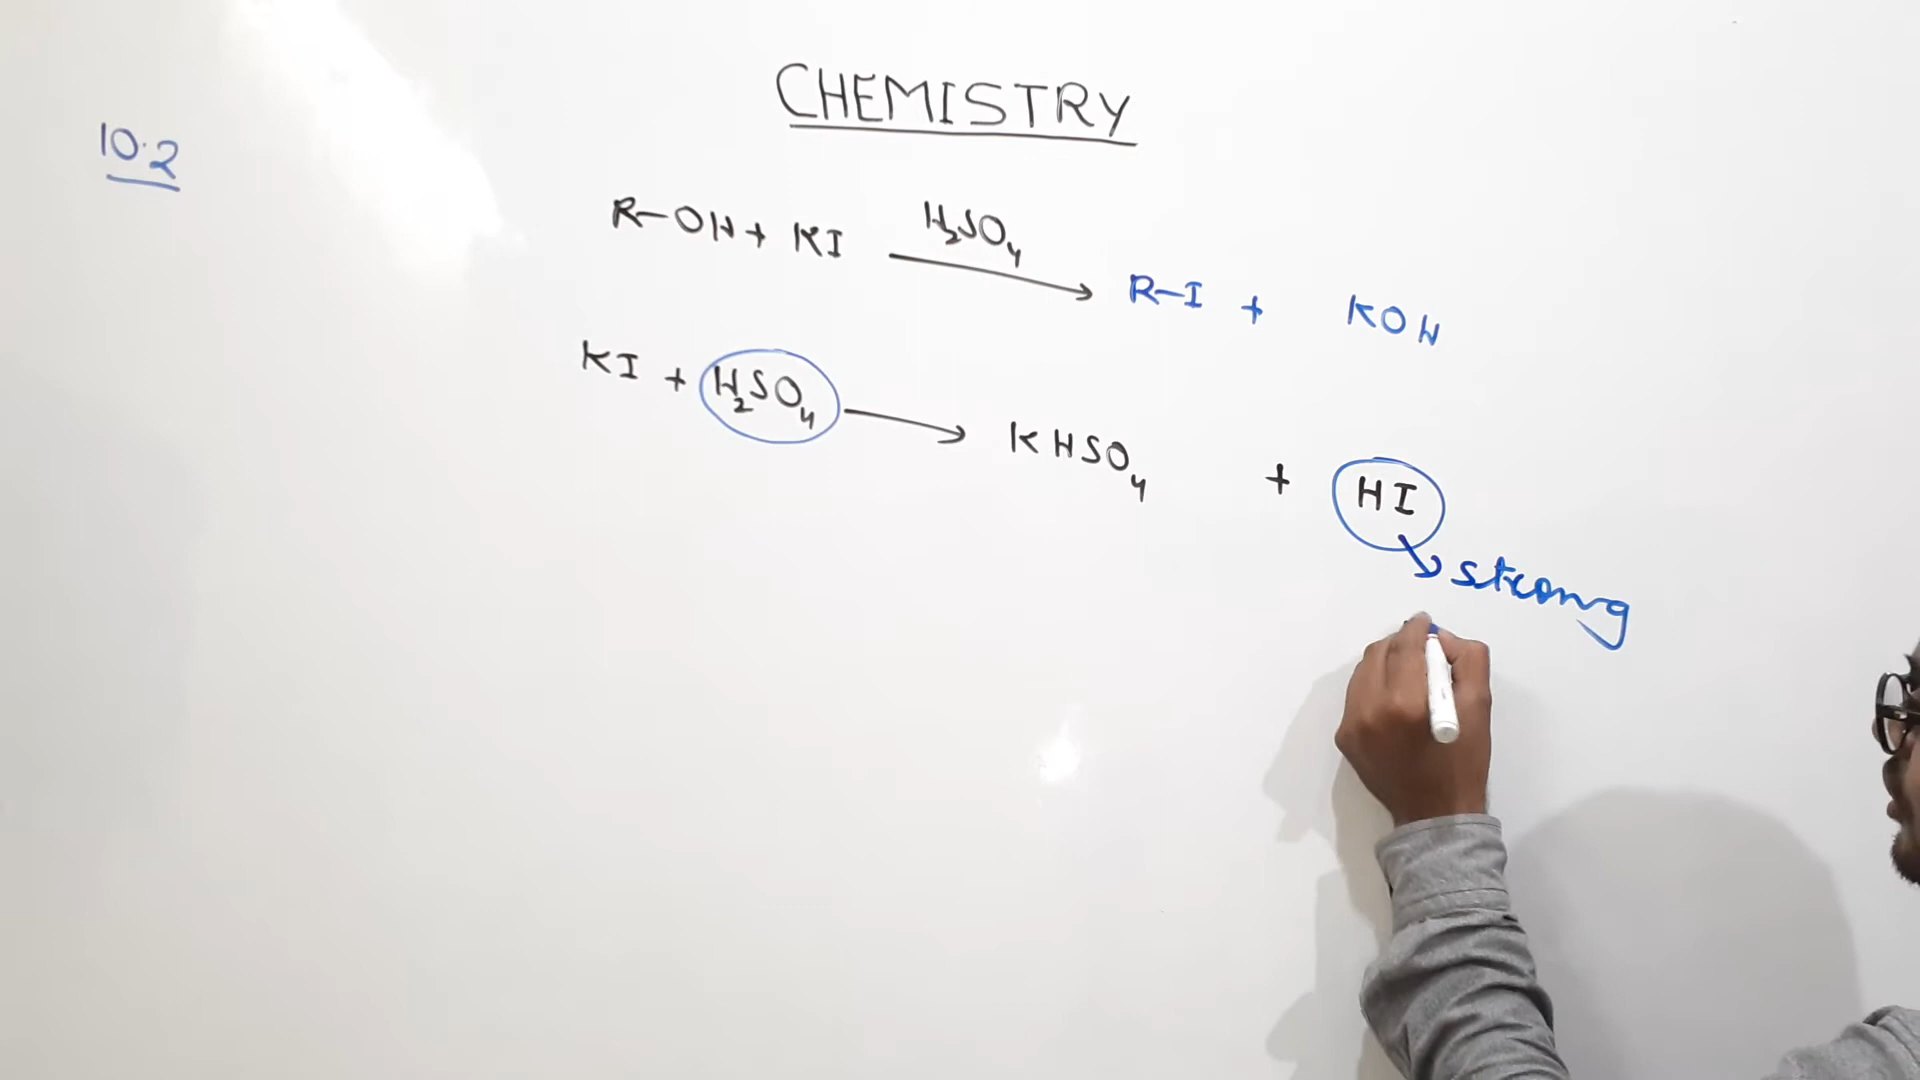 CHEMISTRY
10.2
R-OH + KI H₂SO₄ → R-I + KOH
KI + H₂SO₄ → KHSO₄ + HI
strong